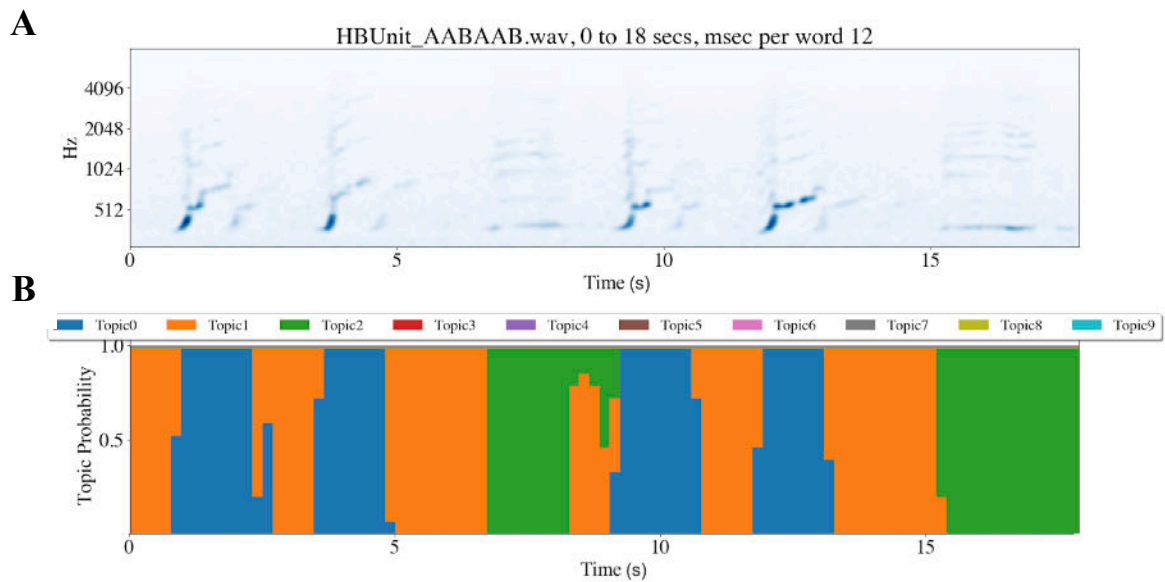 A
HBUnit_AABAAB.wav, 0 to 18 secs, msec per word 12
4096
2048
1024
512
Hz
0 5 10 15
Time (s)
B
Topic0 Topic1 Topic2 Topic3 Topic4 Topic5 Topic6 Topic7 Topic8 Topic9
1.0
0.5
Topic Probability
0 5 10 15
Time (s)